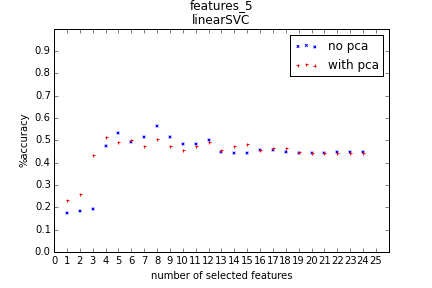 features_5
linearSVC
no pca
with pca
%accuracy
0.9
0.8
0.7
0.6
0.5
0.4
0.3
0.2
0.1
0.0
0 1 2 3 4 5 6 7 8 9 10 11 12 13 14 15 16 17 18 19 20 21 22 23 24 25
number of selected features